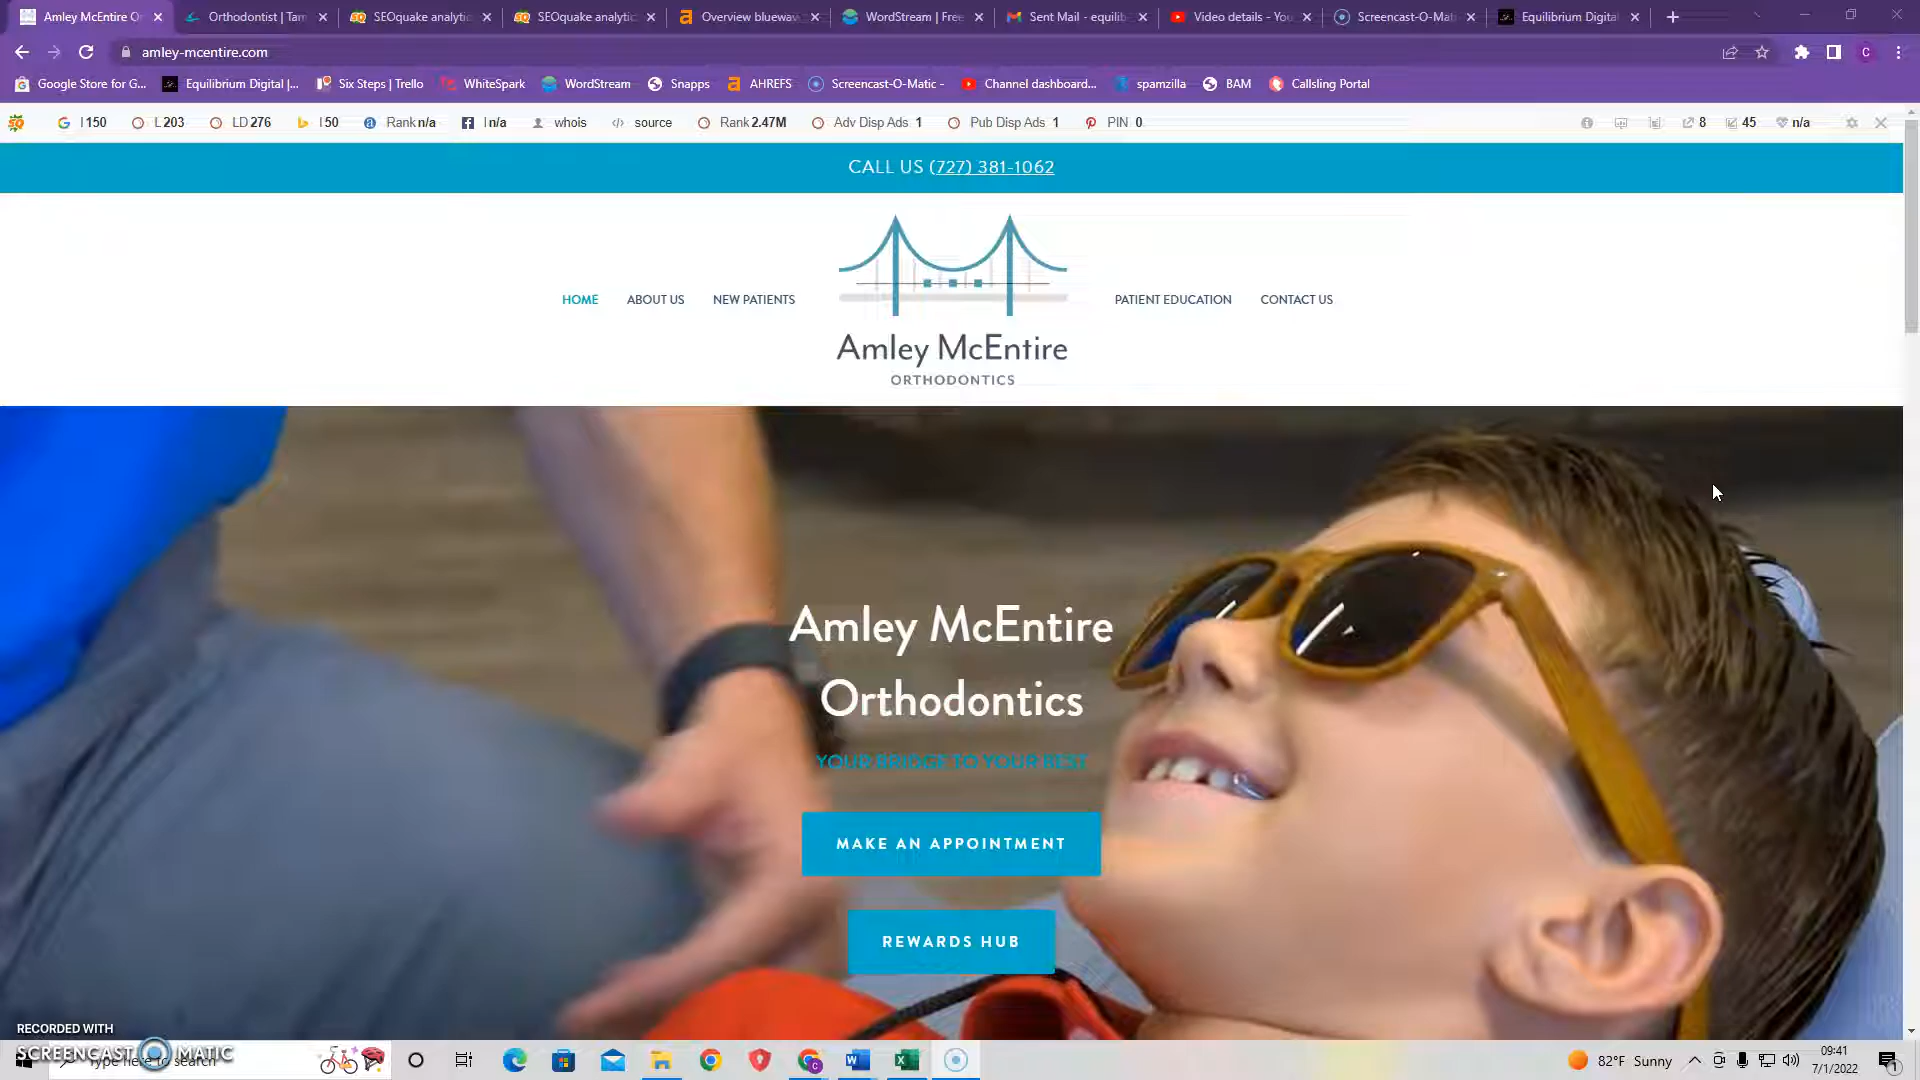 Amley McEntire O
Orthodontist | Tam
SEOquake analytic
SEOquake analytic
Overview bluewav
WordStream | Free
Sent Mail - equilib
Video details - You
Screencast-O-Mat
Equilibrium Digital
amley-mcentire.com
Google Store for G...
Equilibrium Digital |...
Six Steps | Trello
WhiteSpark
WordStream
Snapps
AHREFS
Screencast-O-Matic -
Channel dashboard...
spamzilla
BAM
Callsling Portal
I 150
L 203
LD 276
I 50
Rank n/a
I n/a
whois
source
Rank 2.47M
Adv Disp Ads 1
Pub Disp Ads 1
PIN 0
8
45
n/a
CALL US (727) 381-1062
HOME
ABOUT US
NEW PATIENTS
Amley McEntire
ORTHODONTICS
PATIENT EDUCATION
CONTACT US
Amley McEntire
Orthodontics
YOUR BRIDGE TO YOUR BEST
MAKE AN APPOINTMENT
REWARDS HUB
RECORDED WITH
SCREENCAST MATIC
Type here to search
82°F Sunny
09:41
7/1/2022